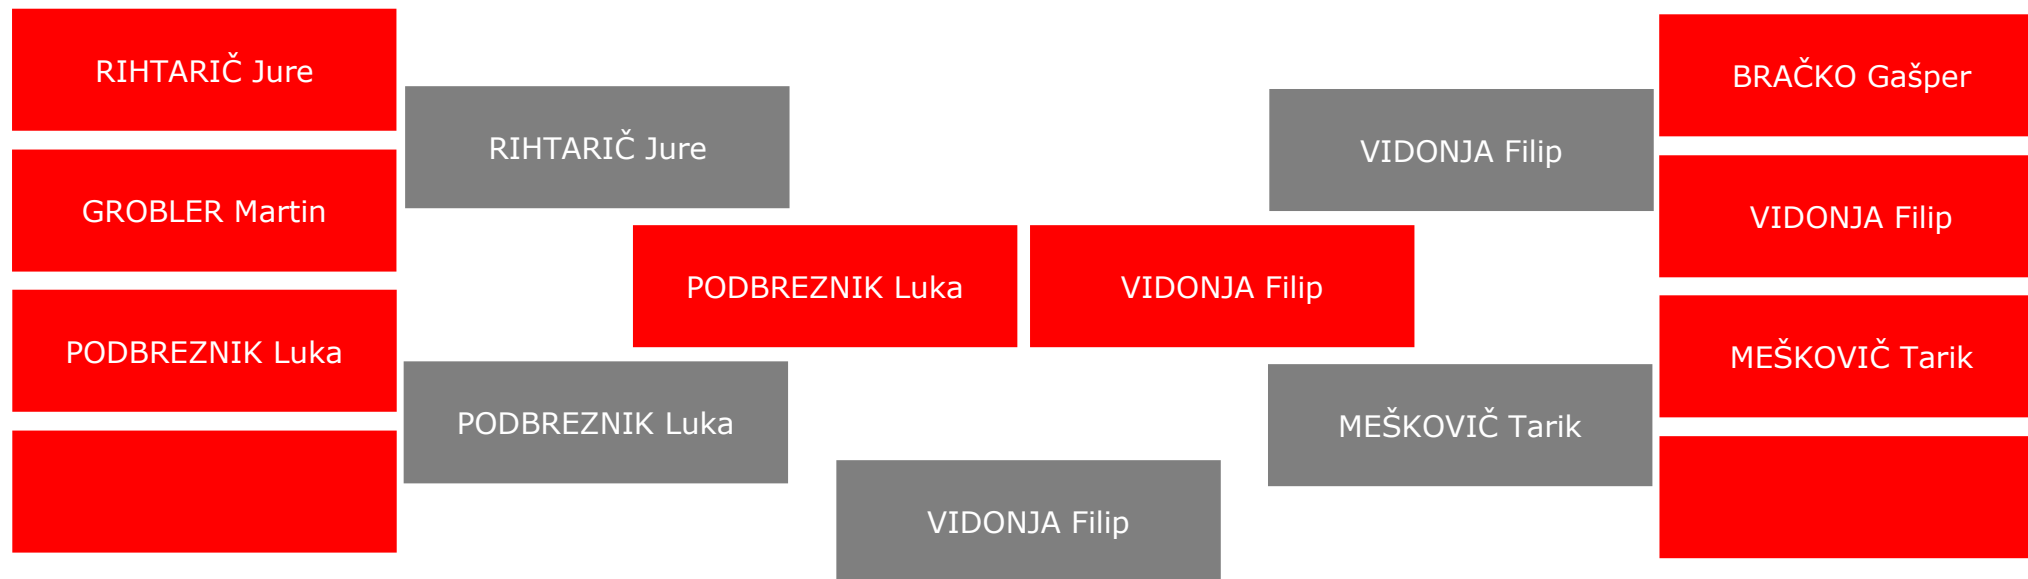 RIHTARIČ Jure
GROBLER Martin
PODBREZNIK Luka
RIHTARIČ Jure
PODBREZNIK Luka
PODBREZNIK Luka
VIDONJA Filip
VIDONJA Filip
VIDONJA Filip
MEŠKOVIČ Tarik
BRAČKO Gašper
VIDONJA Filip
MEŠKOVIČ Tarik